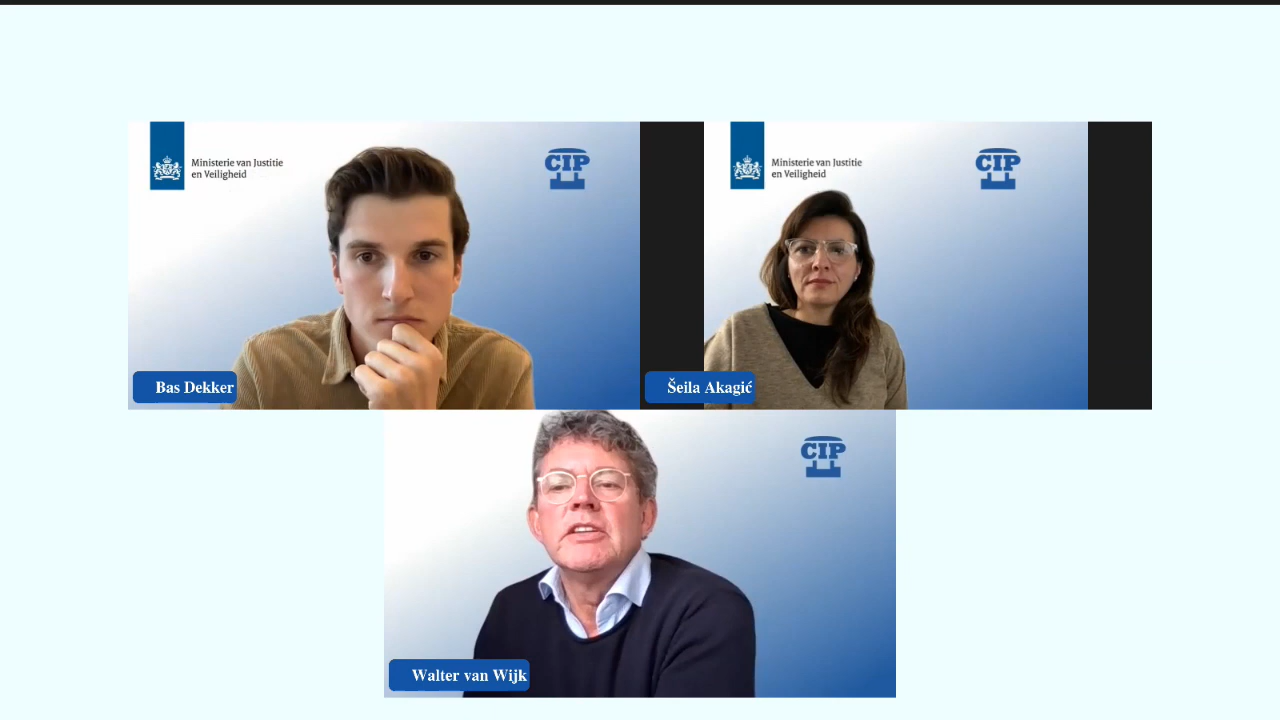 Ministerie van Justitie
en Veiligheid
CIP
Bas Dekker
Ministerie van Justitie
en Veiligheid
CIP
Šeila Akagić
CIP
Walter van Wijk